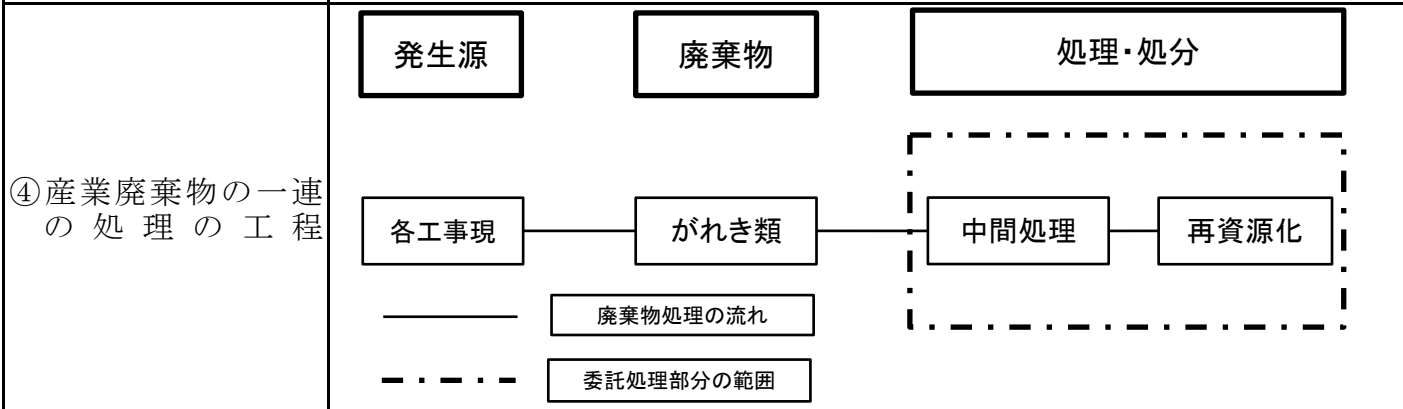 発生源
廃棄物
処理・処分
④産業廃棄物の一連
の処理の工程
各工事現
がれき類
中間処理
再資源化
廃棄物処理の流れ
委託処理部分の範囲